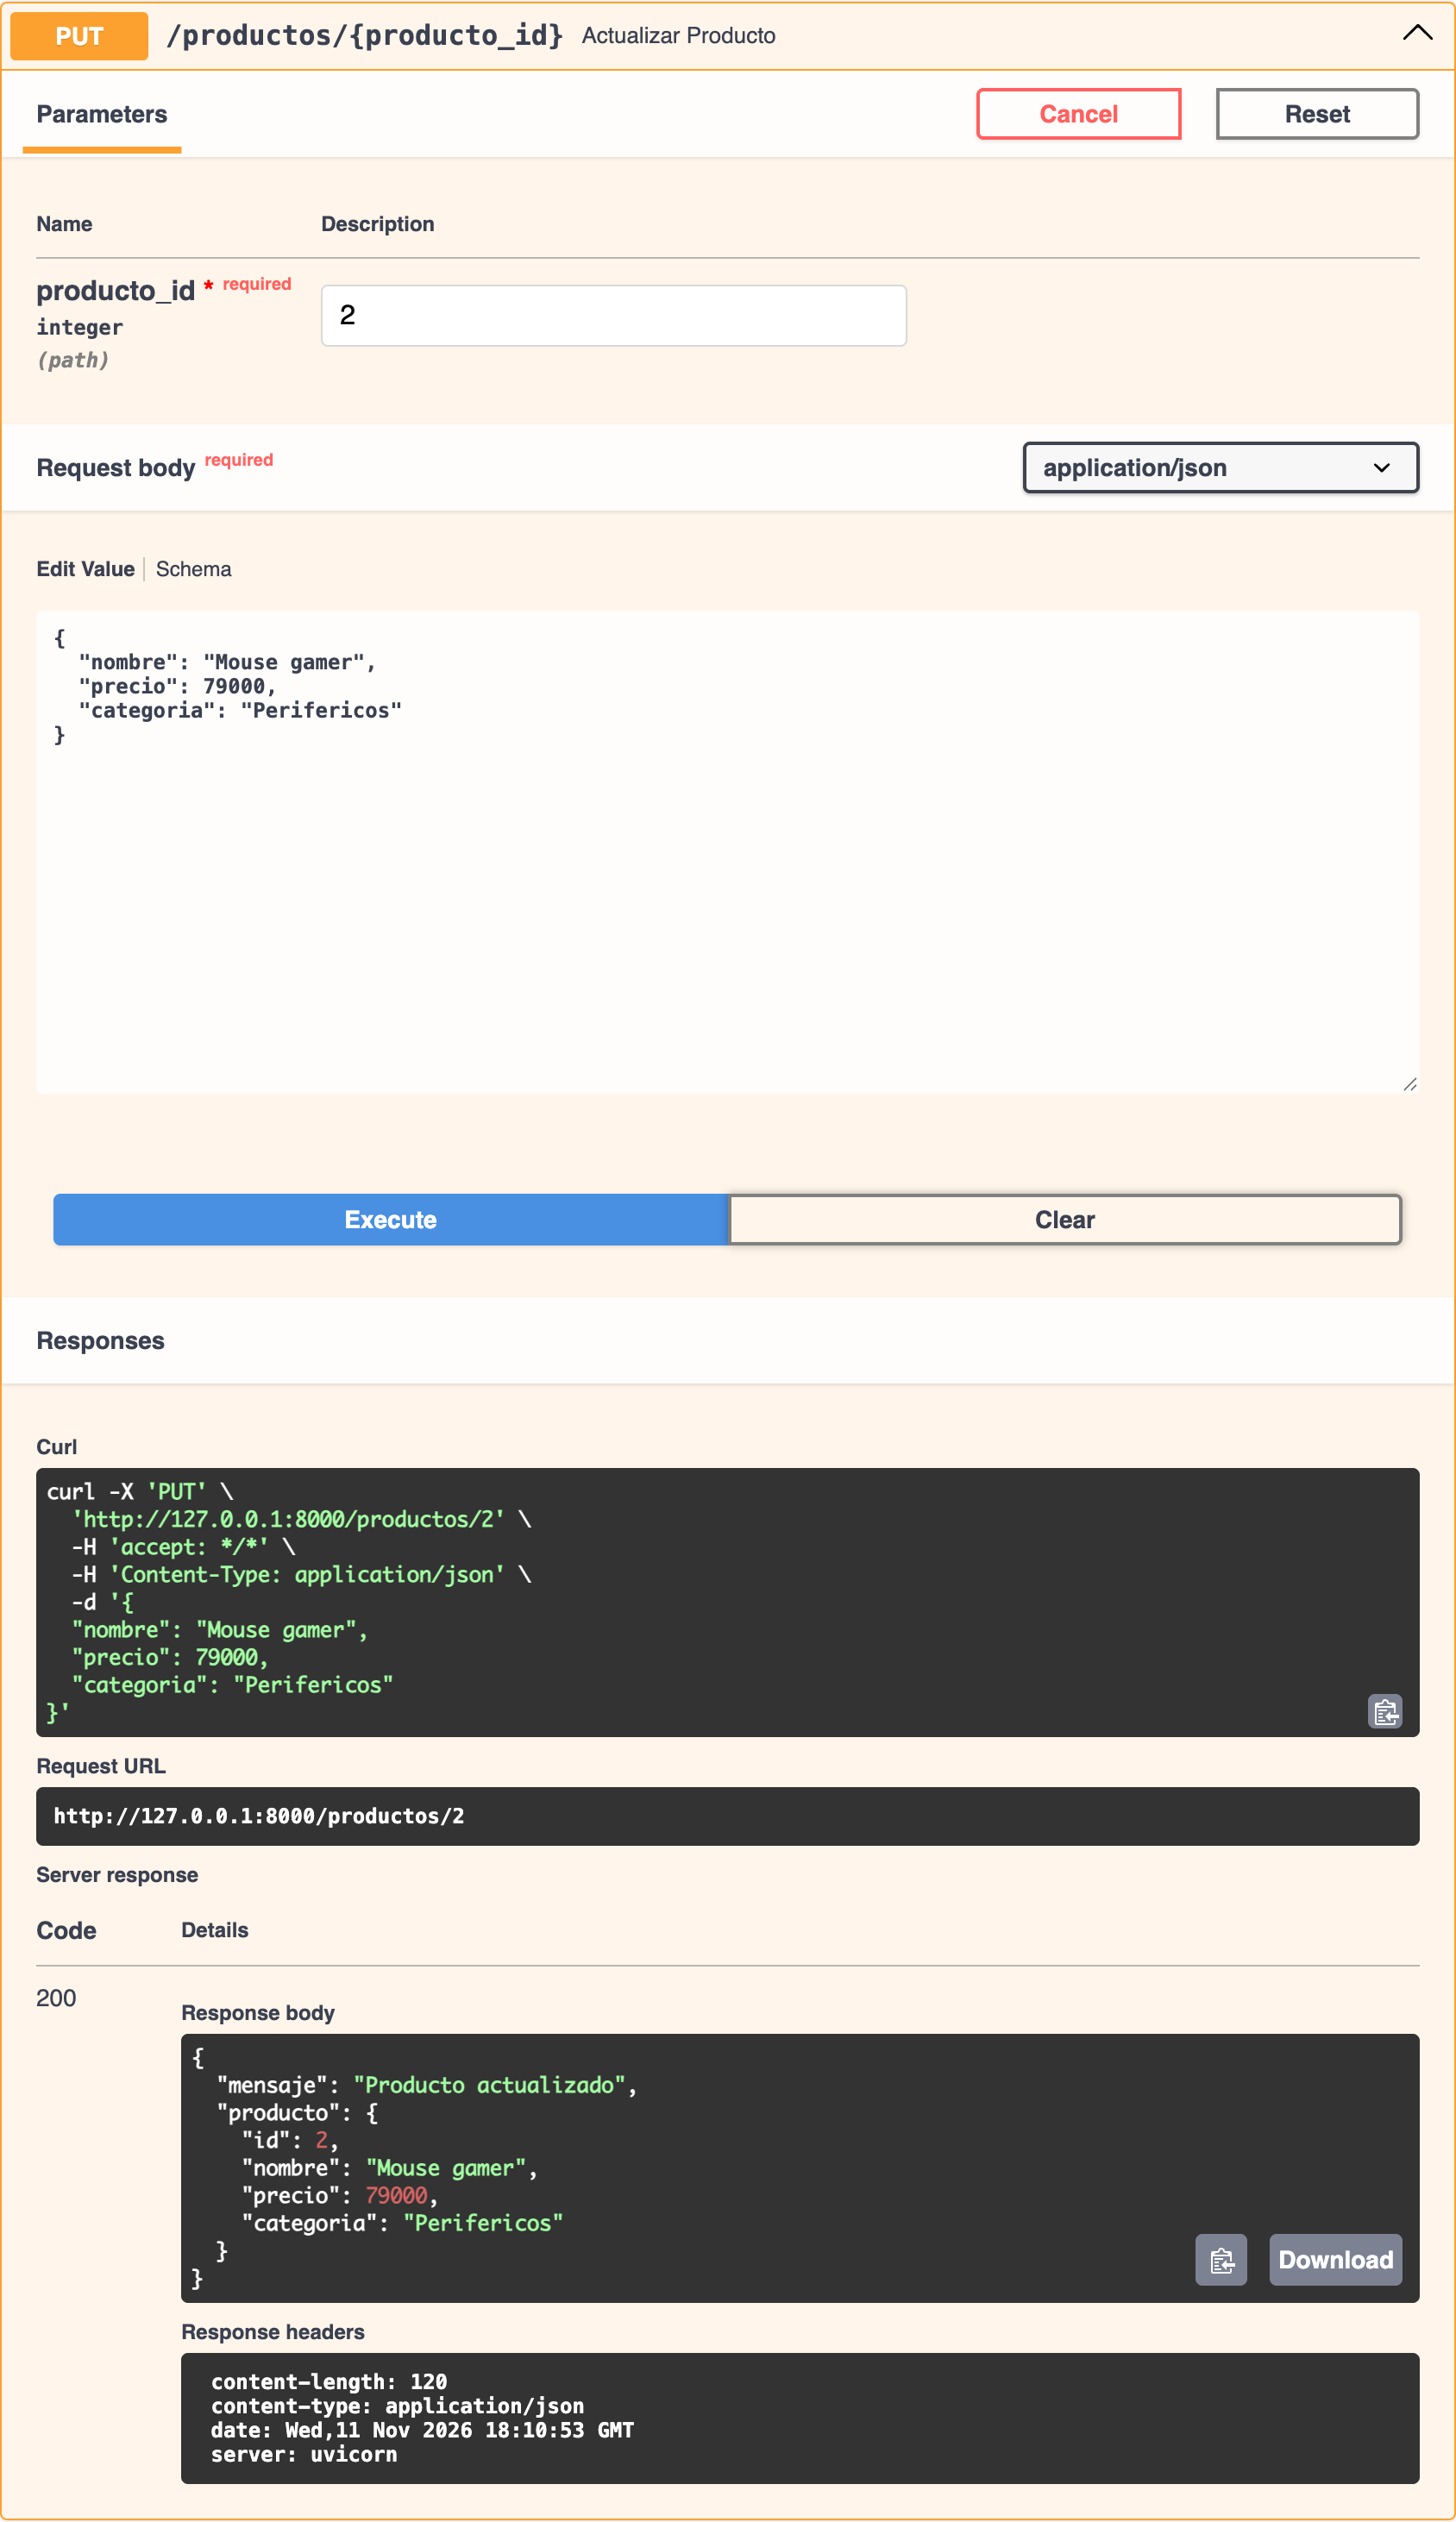 PUT /productos/{producto_id} Actualizar Producto
Parameters Cancel Reset
Name Description
producto_id * required 2
integer
(path)
Request body required application/json
Edit Value Schema
{
  "nombre": "Mouse gamer",
  "precio": 79000,
  "categoria": "Perifericos"
}
Execute Clear
Responses
Curl
curl -X 'PUT' \
  'http://127.0.0.1:8000/productos/2' \
  -H 'accept: */*' \
  -H 'Content-Type: application/json' \
  -d '{
  "nombre": "Mouse gamer",
  "precio": 79000,
  "categoria": "Perifericos"
}'
Request URL
http://127.0.0.1:8000/productos/2
Server response
Code Details
200
Response body
{
  "mensaje": "Producto actualizado",
  "producto": {
    "id": 2,
    "nombre": "Mouse gamer",
    "precio": 79000,
    "categoria": "Perifericos"
  }
}
Download
Response headers
content-length: 120
content-type: application/json
date: Wed,11 Nov 2026 18:10:53 GMT
server: uvicorn